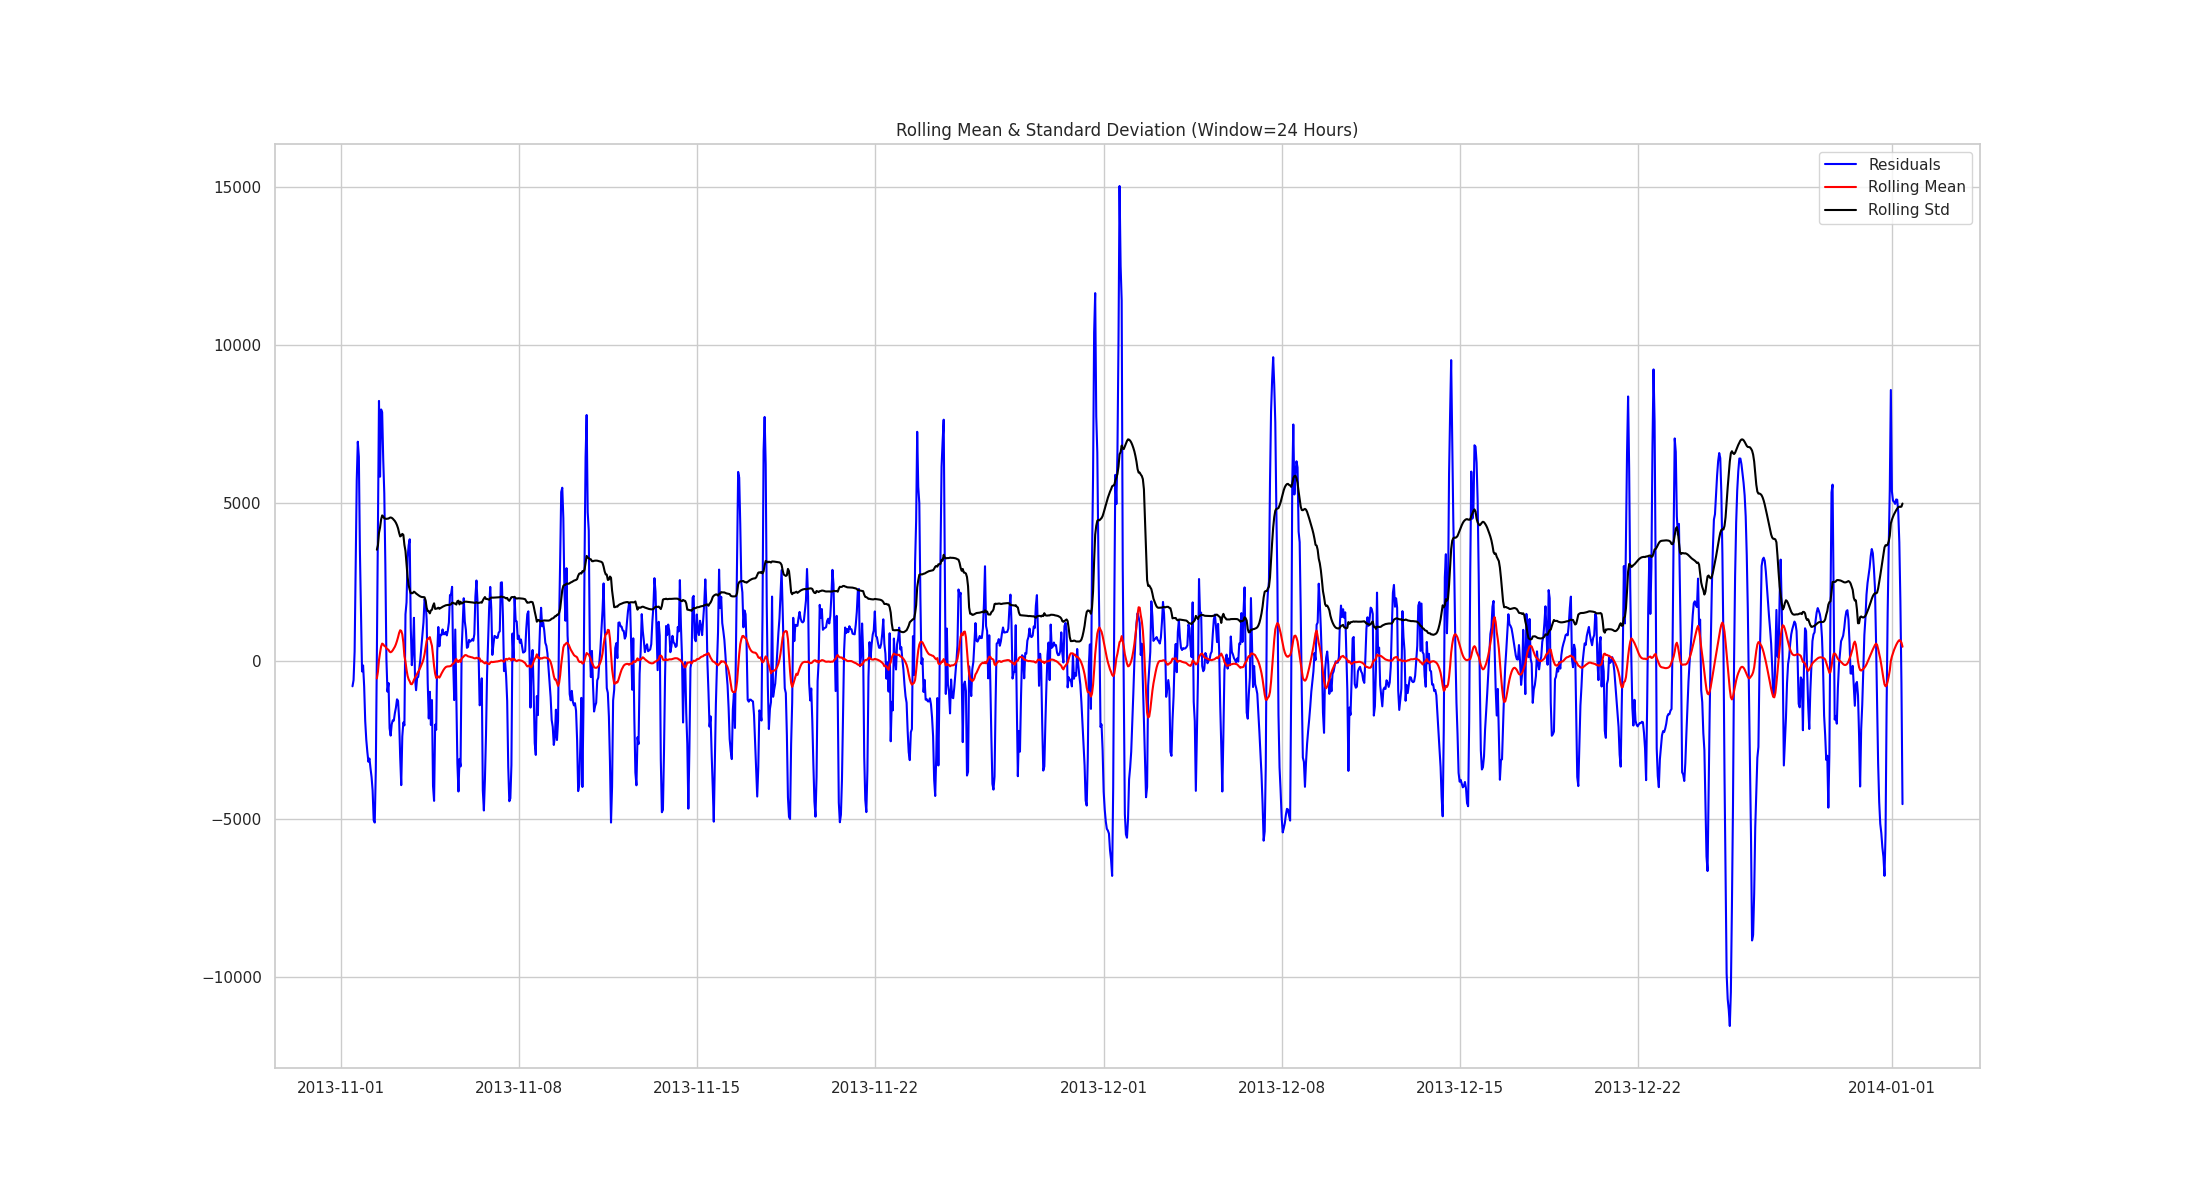 Rolling Mean & Standard Deviation (Window=24 Hours)
Residuals
Rolling Mean
Rolling Std
15000
10000
5000
0
−5000
−10000
2013-11-01 2013-11-08 2013-11-15 2013-11-22 2013-12-01 2013-12-08 2013-12-15 2013-12-22 2014-01-01